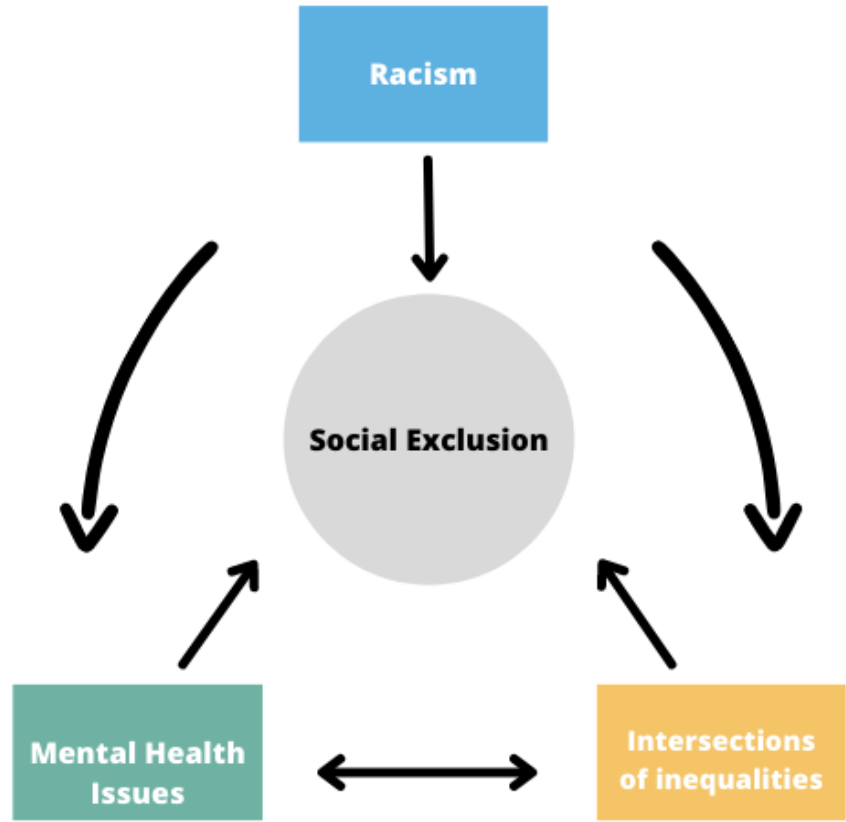 Racism
Social Exclusion
Mental Health
Issues
Intersections
of inequalities